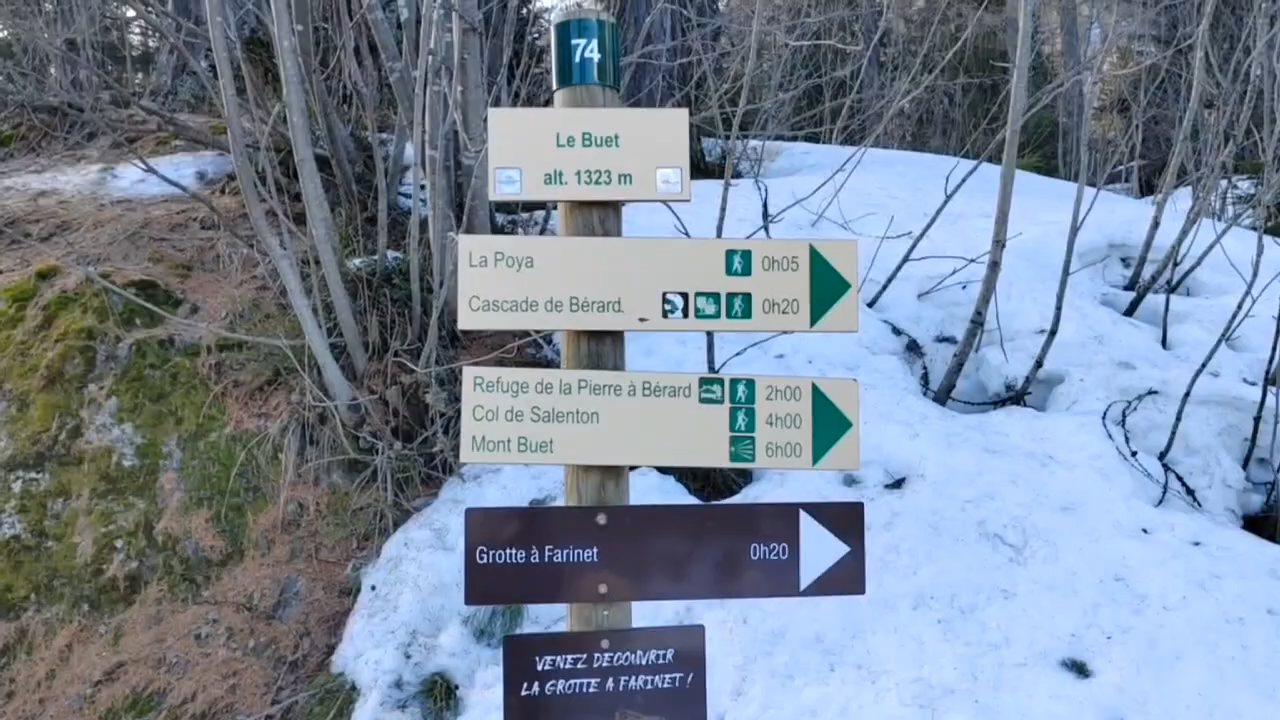 74
Le Buet
alt. 1323 m
La Poya 0h05
Cascade de Bérard. 0h20
Refuge de la Pierre à Bérard 2h00
Col de Salenton 4h00
Mont Buet 6h00
Grotte à Farinet 0h20
VENEZ DECOUVRIR
LA GROTTE A FARINET !